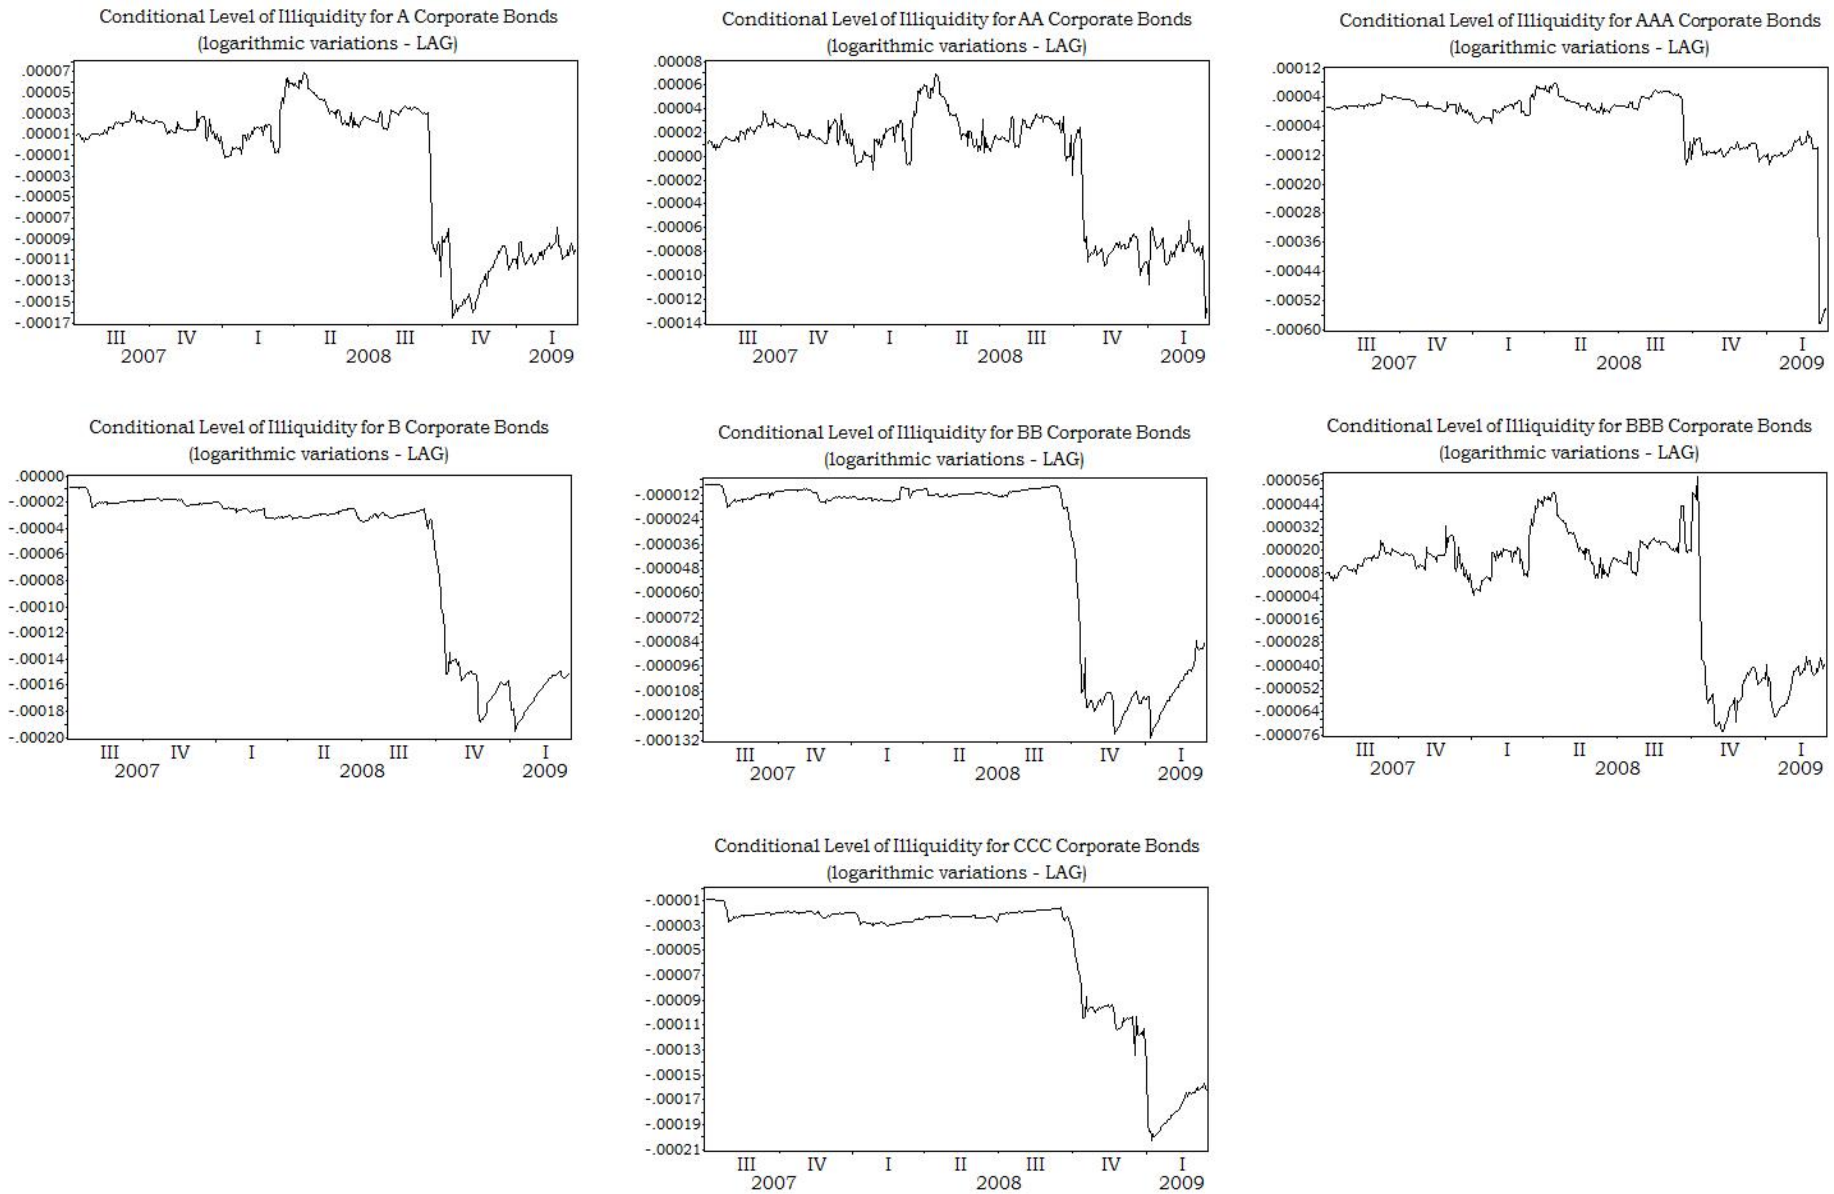 Conditional Level of Illiquidity for A Corporate Bonds
(logarithmic variations - LAG)
.00007
.00005
.00003
.00001
-.00001
-.00003
-.00005
-.00007
-.00009
-.00011
-.00013
-.00015
-.00017
III IV I II III IV I
2007 2008 2009
Conditional Level of Illiquidity for AA Corporate Bonds
(logarithmic variations - LAG)
.00008
.00006
.00004
.00002
.00000
-.00002
-.00004
-.00006
-.00008
-.00010
-.00012
-.00014
III IV I II III IV I
2007 2008 2009
Conditional Level of Illiquidity for AAA Corporate Bonds
(logarithmic variations - LAG)
.00012
.00004
-.00004
-.00012
-.00020
-.00028
-.00036
-.00044
-.00052
-.00060
III IV I II III IV I
2007 2008 2009
Conditional Level of Illiquidity for B Corporate Bonds
(logarithmic variations - LAG)
.00000
-.00002
-.00004
-.00006
-.00008
-.00010
-.00012
-.00014
-.00016
-.00018
-.00020
III IV I II III IV I
2007 2008 2009
Conditional Level of Illiquidity for BB Corporate Bonds
(logarithmic variations - LAG)
-.000012
-.000024
-.000036
-.000048
-.000060
-.000072
-.000084
-.000096
-.000108
-.000120
-.000132
III IV I II III IV I
2007 2008 2009
Conditional Level of Illiquidity for BBB Corporate Bonds
(logarithmic variations - LAG)
.000056
.000044
.000032
.000020
.000008
-.000004
-.000016
-.000028
-.000040
-.000052
-.000064
-.000076
III IV I II III IV I
2007 2008 2009
Conditional Level of Illiquidity for CCC Corporate Bonds
(logarithmic variations - LAG)
-.00001
-.00003
-.00005
-.00007
-.00009
-.00011
-.00013
-.00015
-.00017
-.00019
-.00021
III IV I II III IV I
2007 2008 2009